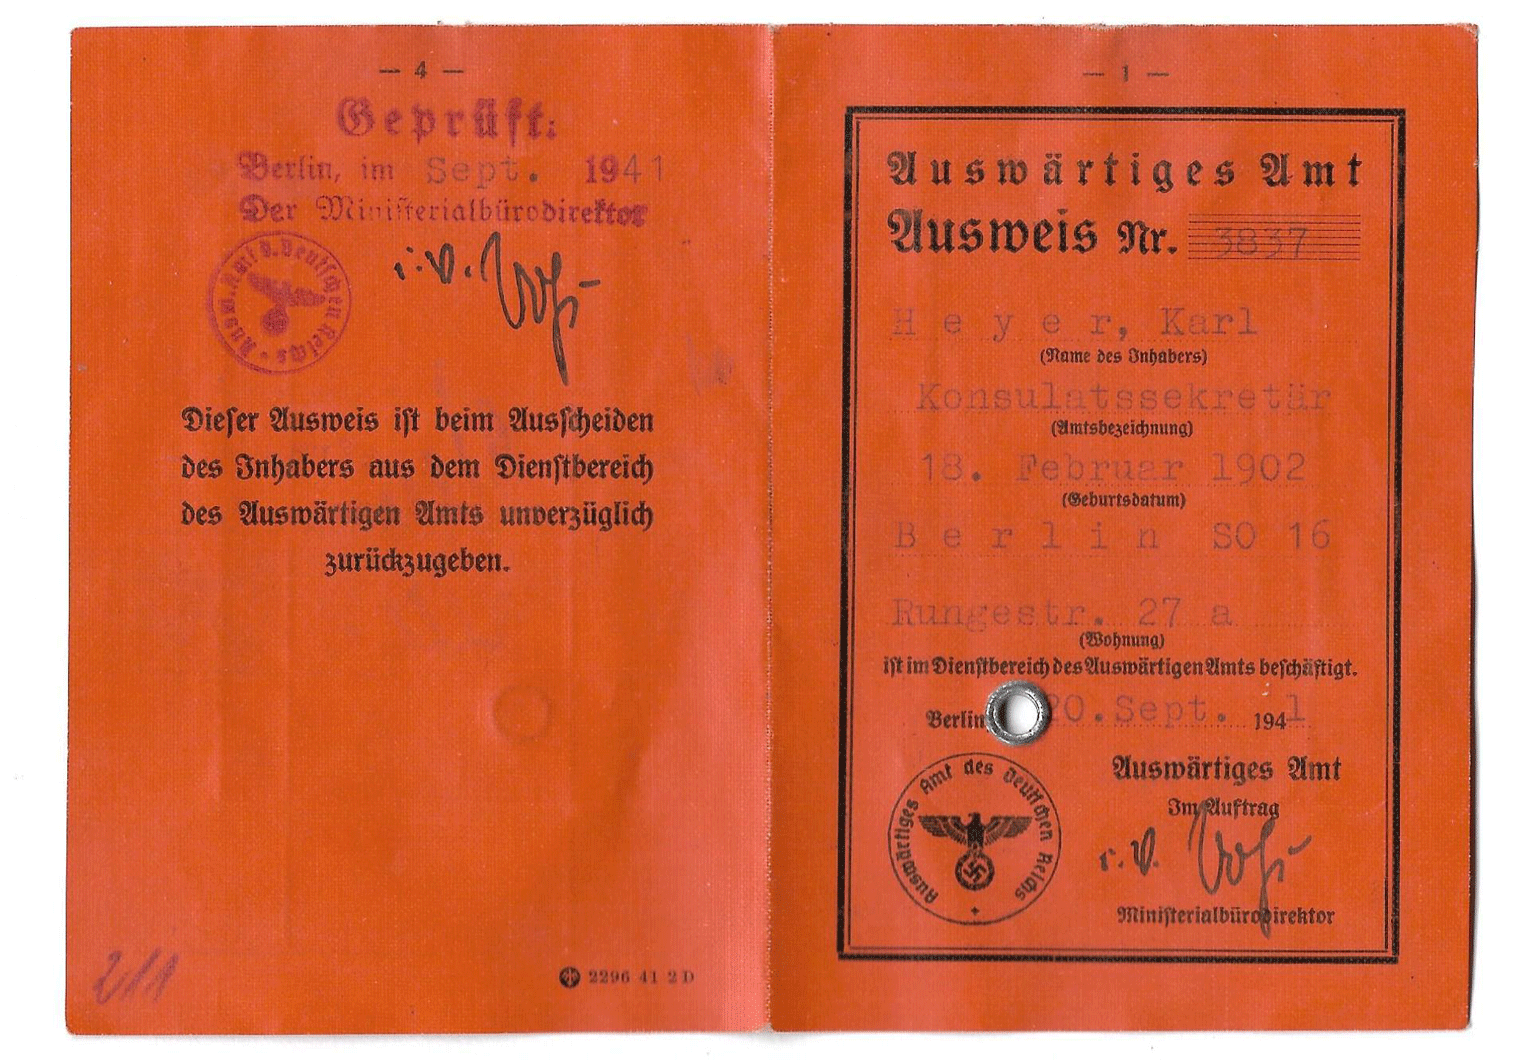 — 4 —
Geprüft:
Berlin, im Sept. 1941
Der Ministerialbürodirektor
i.V.
Ausw. Amt d. Deutschen Reichs
Dieser Ausweis ist beim Ausscheiden
des Inhabers aus dem Dienstbereich
des Auswärtigen Amts unverzüglich
zurückzugeben.
2296 41 2 D
— 1 —
Auswärtiges Amt
Ausweis Nr. 3837
Heyer, Karl
(Name des Inhabers)
Konsulatssekretär
(Amtsbezeichnung)
18. Februar 1902
(Geburtsdatum)
Berlin SO 16
Rungestr. 27 a
(Wohnung)
ist im Dienstbereich des Auswärtigen Amts beschäftigt.
Berlin 20.Sept. 1941
Auswärtiges Amt
Im Auftrag
i.V.
Ministerialbürodirektor
Auswärtiges Amt des Deutschen Reichs